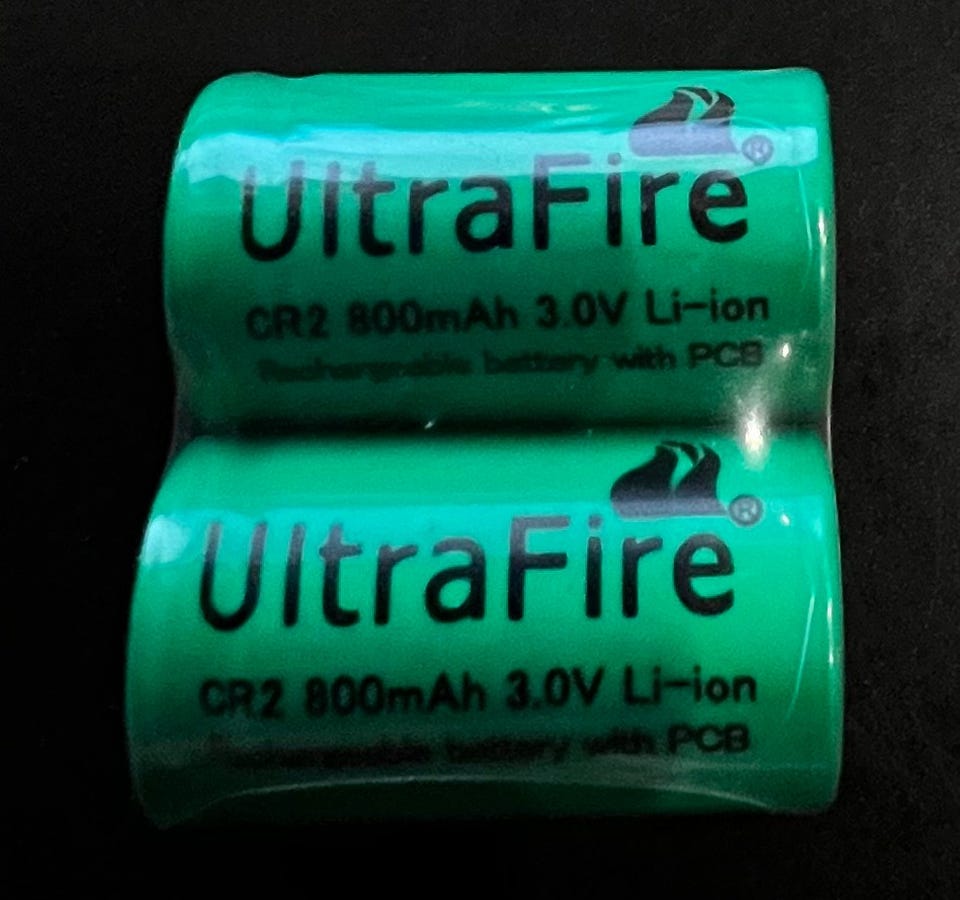 UltraFire®
CR2 800mAh 3.0V Li-ion
Rechargeable battery with PCB
UltraFire®
CR2 800mAh 3.0V Li-ion
Rechargeable battery with PCB